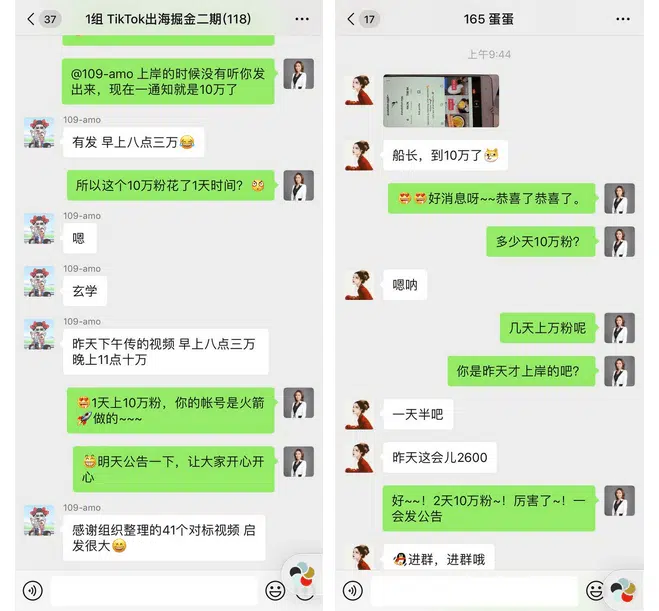 37
1组 TikTok出海掘金二期(118)
@109-amo 上岸的时候没有听你发
出来，现在一通知就是10万了
109-amo
有发 早上八点三万
所以这个10万粉花了1天时间？
109-amo
嗯
109-amo
玄学
109-amo
昨天下午传的视频 早上八点三万
晚上11点十万
1天上10万粉，你的帐号是火箭
做的~~~
明天公告一下，让大家开心开
心
109-amo
感谢组织整理的41个对标视频 启
发很大
17
165 蛋蛋
上午9:44
船长，到10万了
好消息呀~~恭喜了恭喜了。
多少天10万粉？
嗯呐
几天上万粉呢
你是昨天才上岸的吧？
一天半吧
昨天这会儿2600
好~~！2天10万粉~！厉害了~！一
会发公告
进群，进群哦